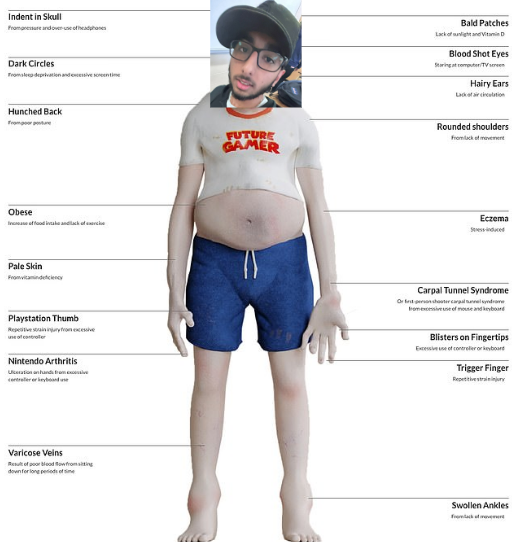 Indent in Skull
From pressure and over-use of headphones
Dark Circles
From sleep deprivation and excessive screen time
Hunched Back
From poor posture
Obese
Increase of food intake and lack of exercise
Pale Skin
From vitamin deficiency
Playstation Thumb
Repetitive strain injury from excessive
use of controller
Nintendo Arthritis
Ulceration on hands from excessive
controller or keyboard use
Varicose Veins
Result of poor blood flow from sitting
down for long periods of time
FUTURE
GAMER
Bald Patches
Lack of sunlight and Vitamin D
Blood Shot Eyes
Staring at computer/TV screen
Hairy Ears
Lack of air circulation
Rounded shoulders
From lack of movement
Eczema
Stress-induced
Carpal Tunnel Syndrome
Or first-person shooter carpal tunnel syndrome
from excessive use of mouse and keyboard
Blisters on Fingertips
Excessive use of controller or keyboard
Trigger Finger
Repetitive strain injury
Swollen Ankles
From lack of movement